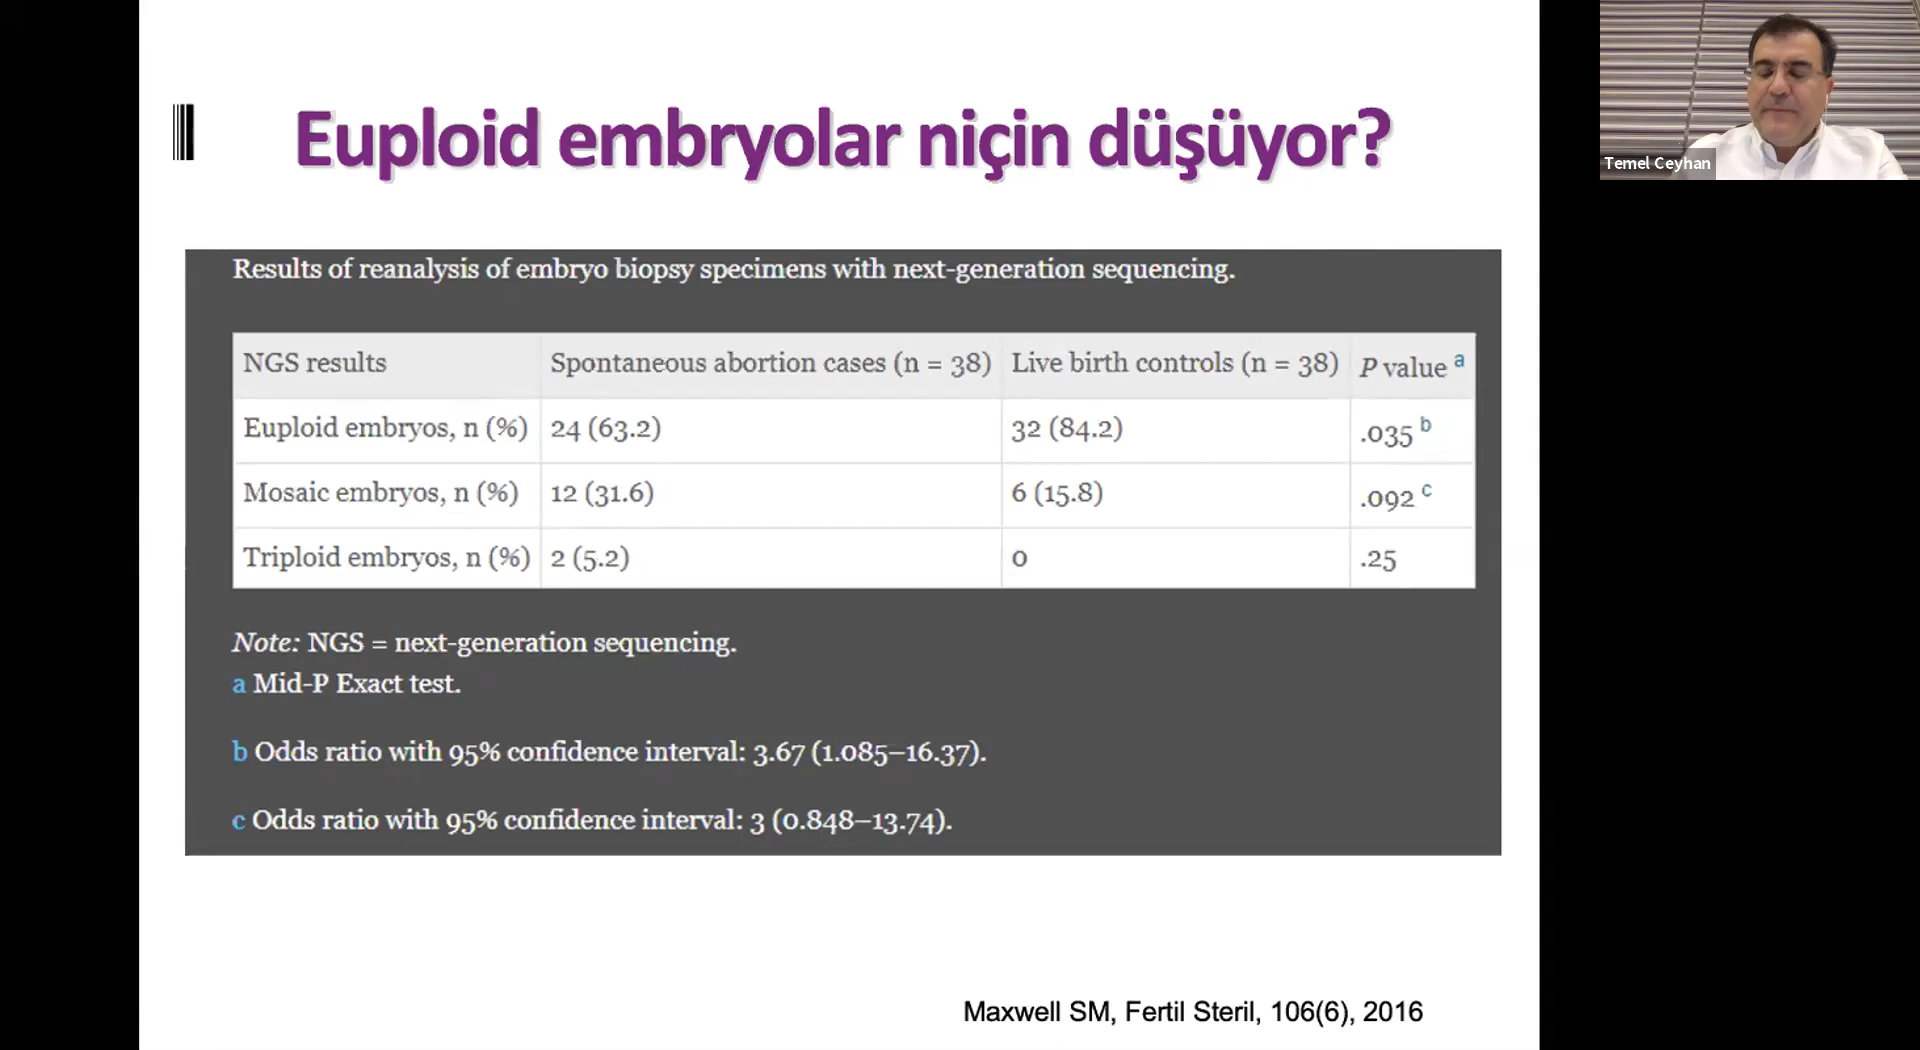 Euploid embryolar niçin düşüyor?
Temel Ceyhan
Results of reanalysis of embryo biopsy specimens with next-generation sequencing.
NGS results Spontaneous abortion cases (n = 38) Live birth controls (n = 38) P value a
Euploid embryos, n (%) 24 (63.2) 32 (84.2) .035 b
Mosaic embryos, n (%) 12 (31.6) 6 (15.8) .092 c
Triploid embryos, n (%) 2 (5.2) 0 .25
Note: NGS = next-generation sequencing.
a Mid-P Exact test.
b Odds ratio with 95% confidence interval: 3.67 (1.085–16.37).
c Odds ratio with 95% confidence interval: 3 (0.848–13.74).
Maxwell SM, Fertil Steril, 106(6), 2016